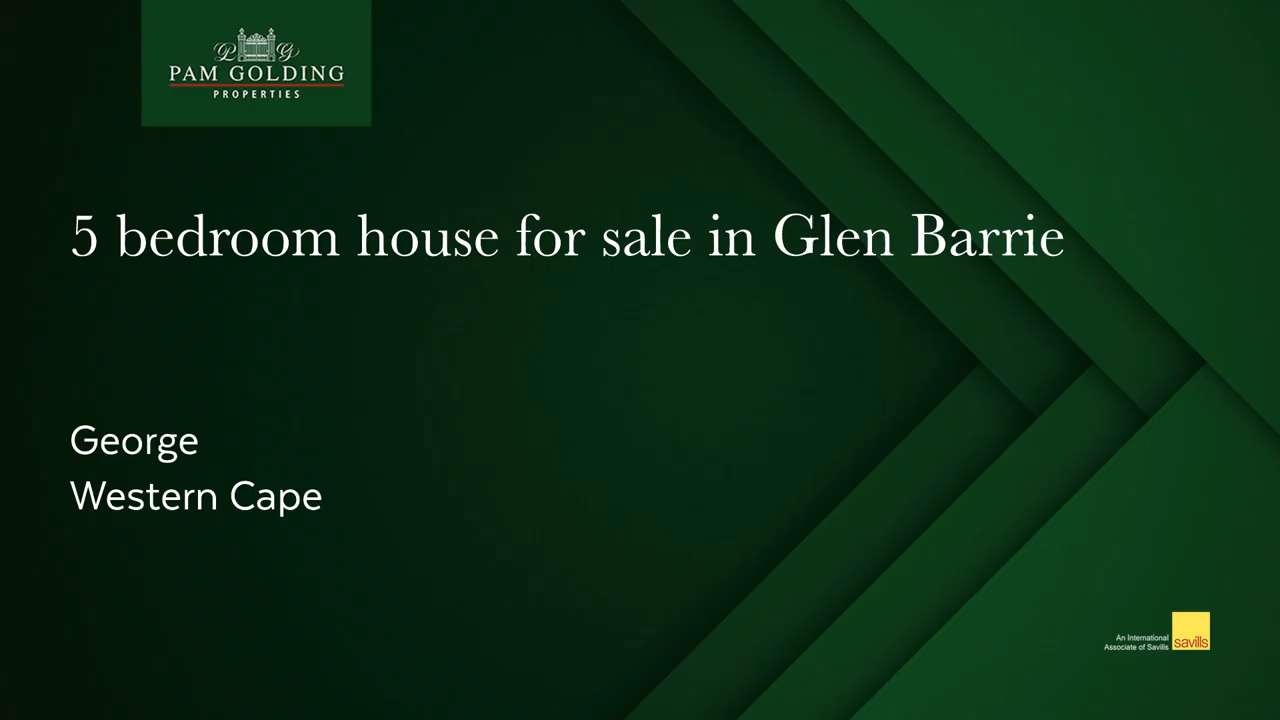 PG
PAM GOLDING
PROPERTIES
5 bedroom house for sale in Glen Barrie
George
Western Cape
An International
Associate of Savills
savills